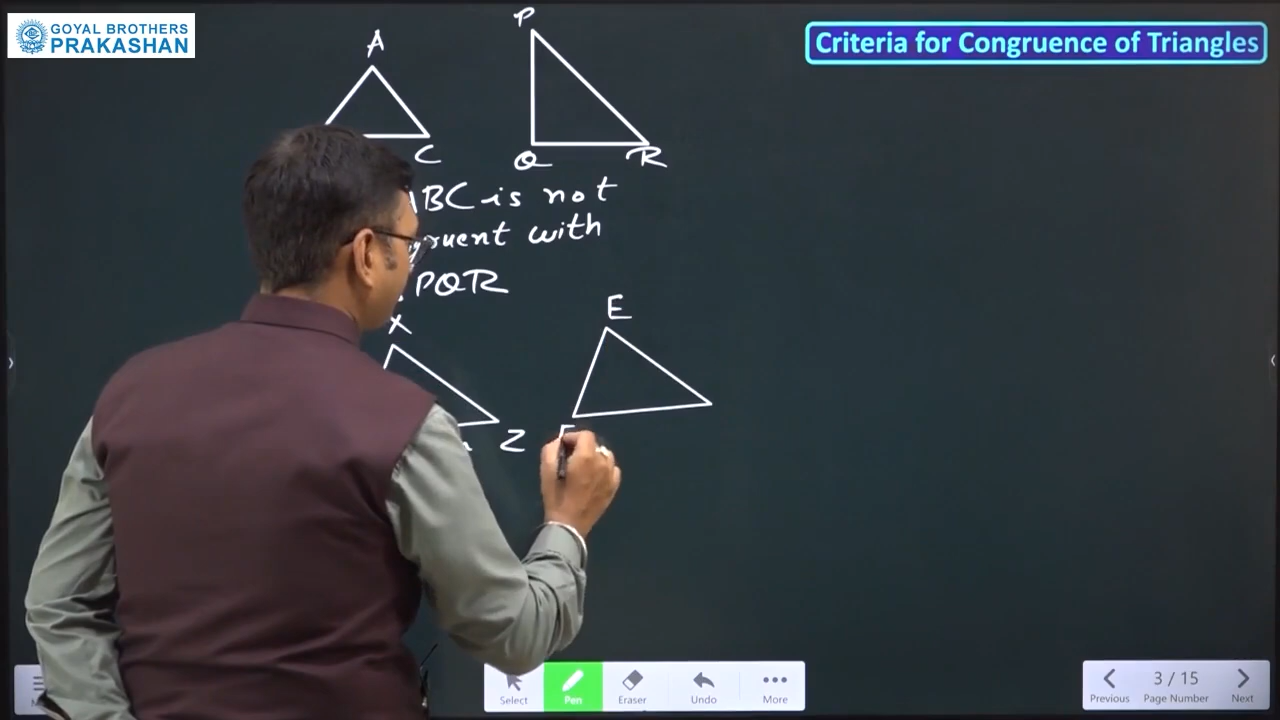 GOYAL BROTHERS
PRAKASHAN
Criteria for Congruence of Triangles
A
P
C
Q
R
BC is not
gruent with
PQR
X
E
Z
F
Select
Pen
Eraser
Undo
More
Previous
3 / 15
Page Number
Next